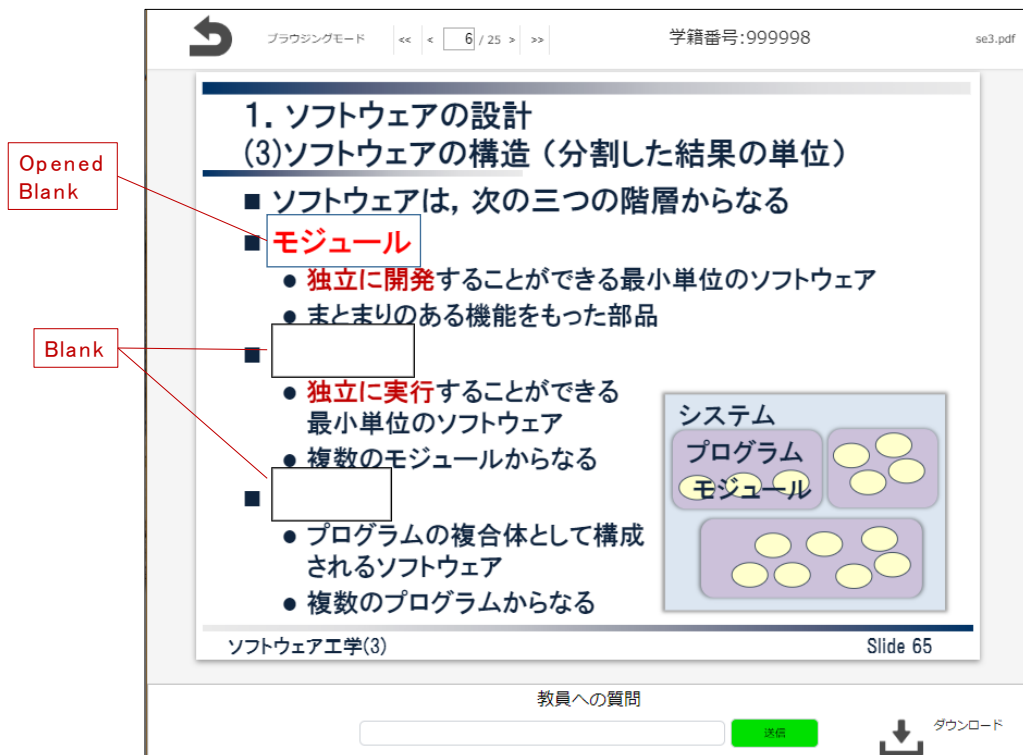 ブラウジングモード << < 6 / 25 > >> 学籍番号:999998 se3.pdf
1. ソフトウェアの設計
(3)ソフトウェアの構造（分割した結果の単位）
Opened
Blank
■ ソフトウェアは, 次の三つの階層からなる
■ モジュール
● 独立に開発することができる最小単位のソフトウェア
● まとまりのある機能をもった部品
Blank
■
● 独立に実行することができる
最小単位のソフトウェア
● 複数のモジュールからなる
■
● プログラムの複合体として構成
されるソフトウェア
● 複数のプログラムからなる
システム
プログラム
モジュール
ソフトウェア工学(3) Slide 65
教員への質問
送信
ダウンロード